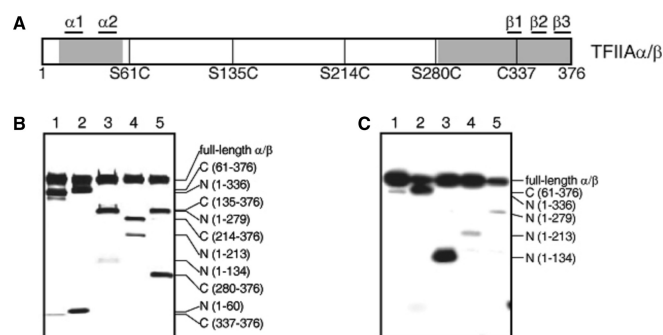 A
α1 α2 β1 β2 β3
TFIIAα/β
1 S61C S135C S214C S280C C337 376
B
1 2 3 4 5
full-length α/β
C (61-376)
N (1-336)
C (135-376)
N (1-279)
C (214-376)
N (1-213)
N (1-134)
C (280-376)
N (1-60)
C (337-376)
C
1 2 3 4 5
full-length α/β
C (61-376)
N (1-336)
N (1-279)
N (1-213)
N (1-134)